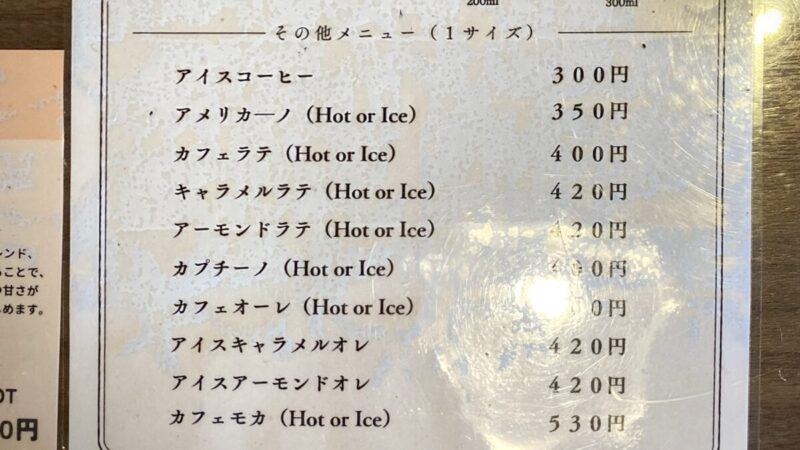 200ml 300ml
その他メニュー（1サイズ）
アイスコーヒー 300円
アメリカ―ノ（Hot or Ice） 350円
カフェラテ（Hot or Ice） 400円
キャラメルラテ（Hot or Ice） 420円
アーモンドラテ（Hot or Ice） 420円
カプチーノ（Hot or Ice）
カフェオーレ（Hot or Ice）
アイスキャラメルオレ 420円
アイスアーモンドオレ 420円
カフェモカ（Hot or Ice） 530円
ンド、
ことで、
甘さが
めます。
OT
0円